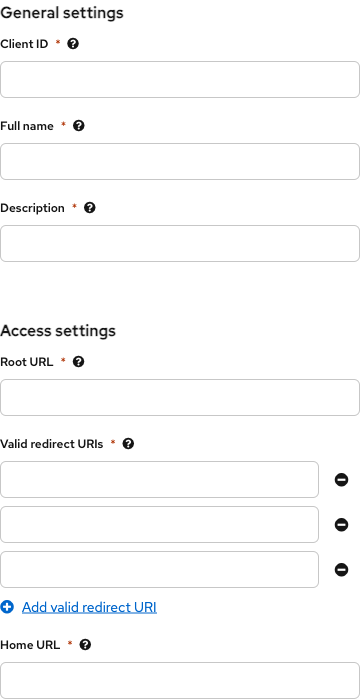 General settings
Client ID *
Full name *
Description *
Access settings
Root URL *
Valid redirect URIs *
Add valid redirect URI
Home URL *